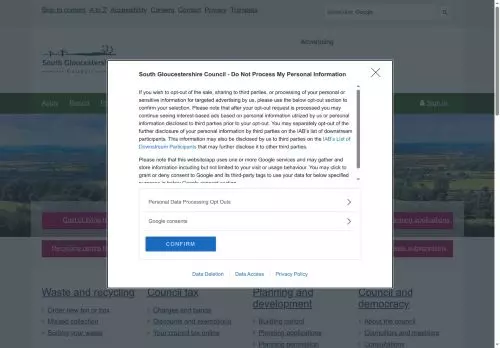 Skip to content A to Z Accessibility Careers Contact Privacy Translate
Google
Advertising
South Gloucestershire
South Gloucestershire Council - Do Not Process My Personal Information
If you wish to opt-out of the sale, sharing to third parties, or processing of your personal or
sensitive information for targeted advertising by us, please use the below opt-out section to
confirm your selection. Please note that after your opt-out request is processed you may
continue seeing interest-based ads based on personal information utilized by us or personal
information disclosed to third parties prior to your opt-out. You may separately opt-out of the
further disclosure of your personal information by third parties on the IAB's list of downstream
participants. This information may also be disclosed by us to third parties on the IAB's List of
Downstream Participants that may further disclose it to other third parties.
Please note that this website/app uses one or more Google services and may gather and
store information including but not limited to your visit or usage behaviour. You may click to
grant or deny consent to Google and its third-party tags to use your data for below specified
Apply Report
Sign in
Personal Data Processing Opt Outs
Google consents
CONFIRM
Data Deletion Data Access Privacy Policy
Waste and recycling
Order new bin or box
Missed collection
Sorting your waste
Council tax
Changes and bands
Discounts and exemptions
Your council tax online
Planning and
development
Building control
Planning applications
Planning permission
Council and
democracy
About the council
Committees and meetings
Consultations